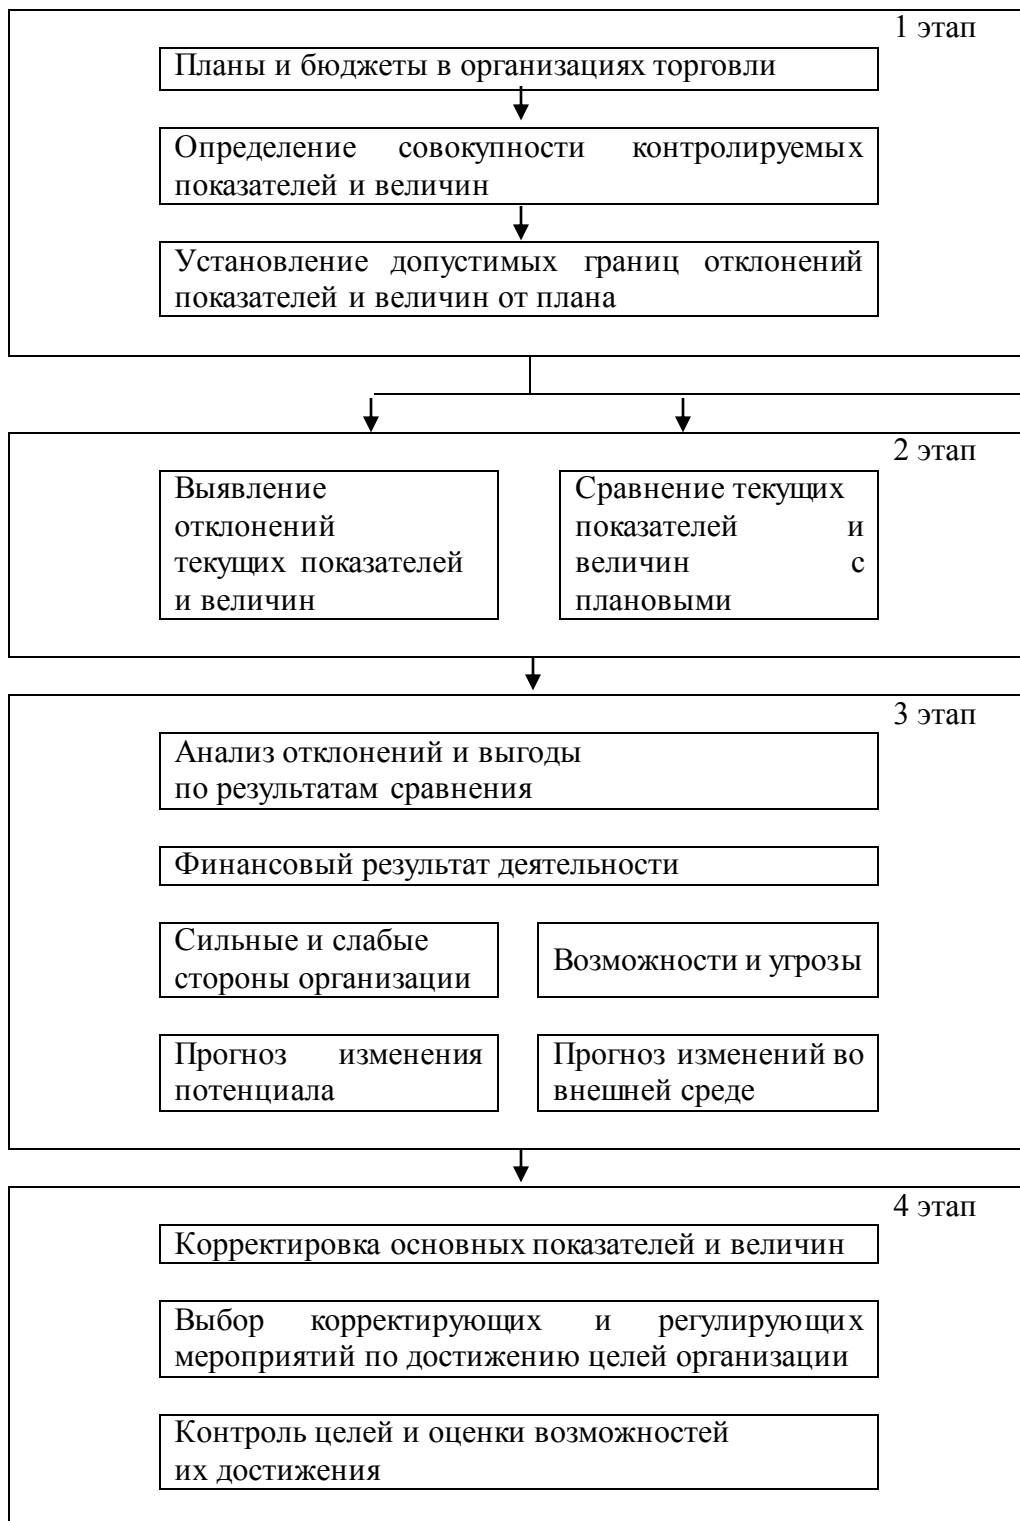 1 этап
Планы и бюджеты в организациях торговли
Определение совокупности контролируемых
показателей и величин
Установление допустимых границ отклонений
показателей и величин от плана
2 этап
Выявление
отклонений
текущих показателей
и величин
Сравнение текущих
показателей и
величин с
плановыми
3 этап
Анализ отклонений и выгоды
по результатам сравнения
Финансовый результат деятельности
Сильные и слабые
стороны организации
Возможности и угрозы
Прогноз изменения
потенциала
Прогноз изменений во
внешней среде
4 этап
Корректировка основных показателей и величин
Выбор корректирующих и регулирующих
мероприятий по достижению целей организации
Контроль целей и оценки возможностей
их достижения